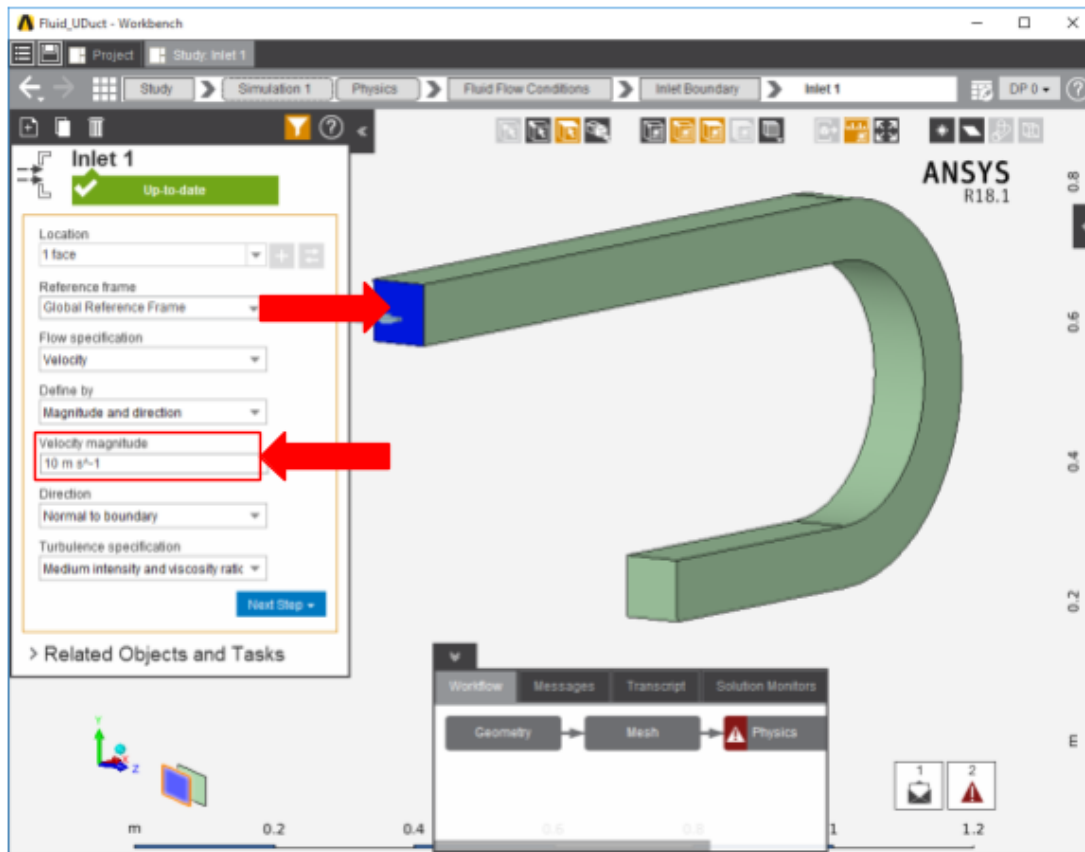 Fluid_UDuct - Workbench
Project
Study: Inlet 1
Study
Simulation 1
Physics
Fluid Flow Conditions
Inlet Boundary
Inlet 1
DP 0
Inlet 1
Up-to-date
Location
1 face
Reference frame
Global Reference Frame
Flow specification
Velocity
Define by
Magnitude and direction
Velocity magnitude
10 m s^-1
Direction
Normal to boundary
Turbulence specification
Medium intensity and viscosity ratic
Next Step
> Related Objects and Tasks
ANSYS
R18.1
0.8
0.6
0.4
0.2
m
Workflow
Messages
Transcript
Solution Monitors
Geometry
Mesh
Physics
Y
X
Z
1
2
m
0.2
0.4
0.6
0.8
1
1.2